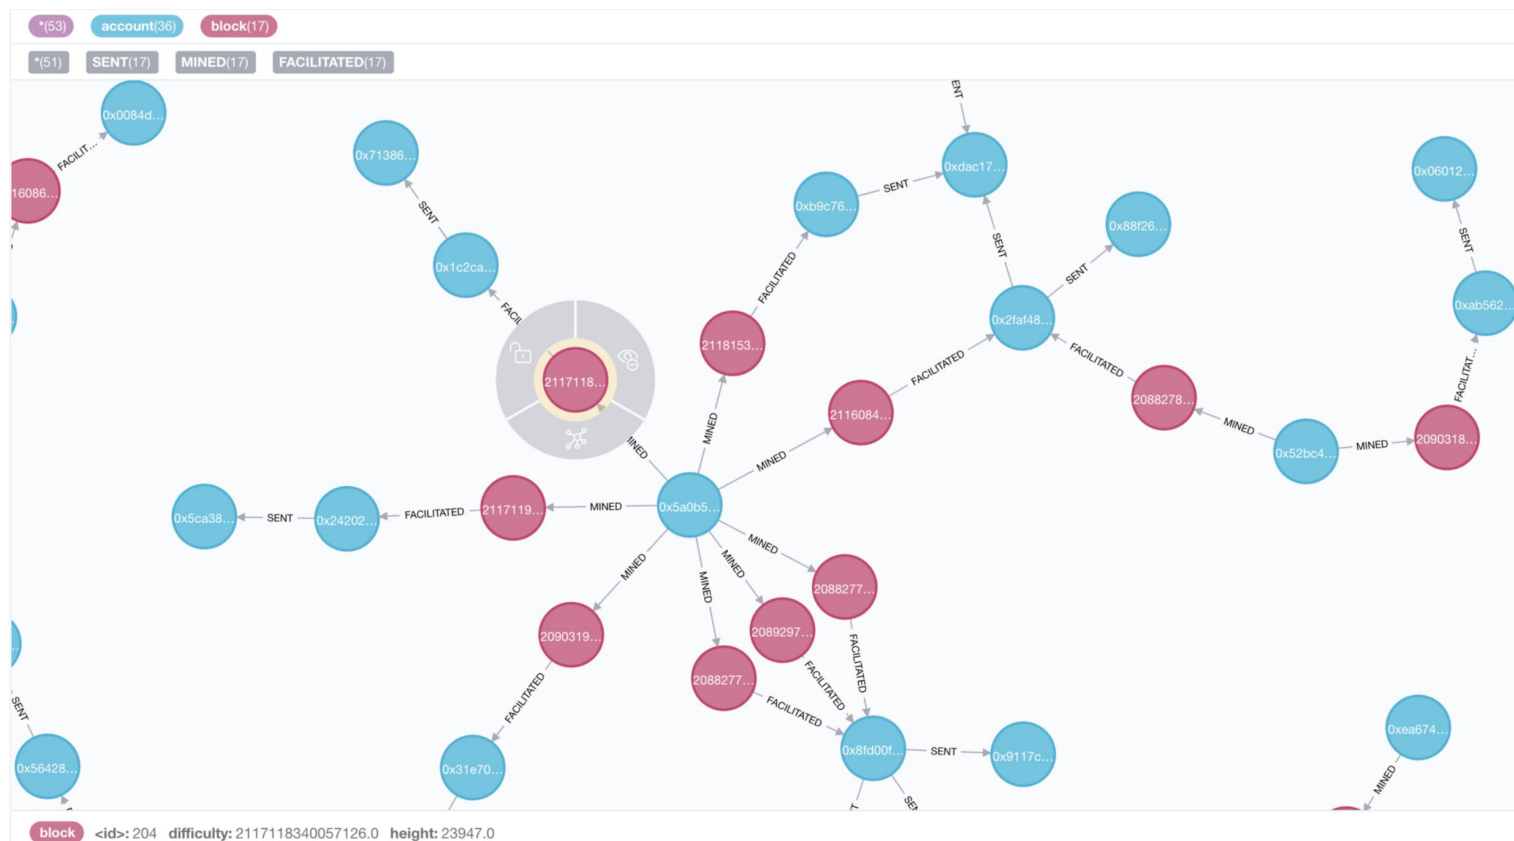 *(53) account(36) block(17)
*(51) SENT(17) MINED(17) FACILITATED(17)
ENT
0x0084d...
FACILIT...
16086...
0x71386...
SENT
0x1c2ca...
FACIL
0xdac17...
SENT
0xb9c76...
SENT
0x88f26...
SENT
0x06012...
SENT
FACILITATED
0x2faf48...
0xab562...
2118153...
2117118...
FACILITATED
FACILITATED
FACILITAT...
2116084...
2088278...
MINED
MINED
MINED
0x52bc4...
MINED
2090318...
INED
0x5ca38...
SENT
0x24202...
FACILITATED
2117119...
MINED
0x5a0b5...
MINED
MINED
MINED
MINED
2088277...
2090319...
2089297...
2088277...
FACILITATED
FACILITATED
FACILITATED
FACILITATED
SENT
0x56428...
0x31e70...
0x8fd00f...
SENT
0x9117c...
0xea674...
MINED
T
SEN
block <id>: 204 difficulty: 2117118340057126.0 height: 23947.0